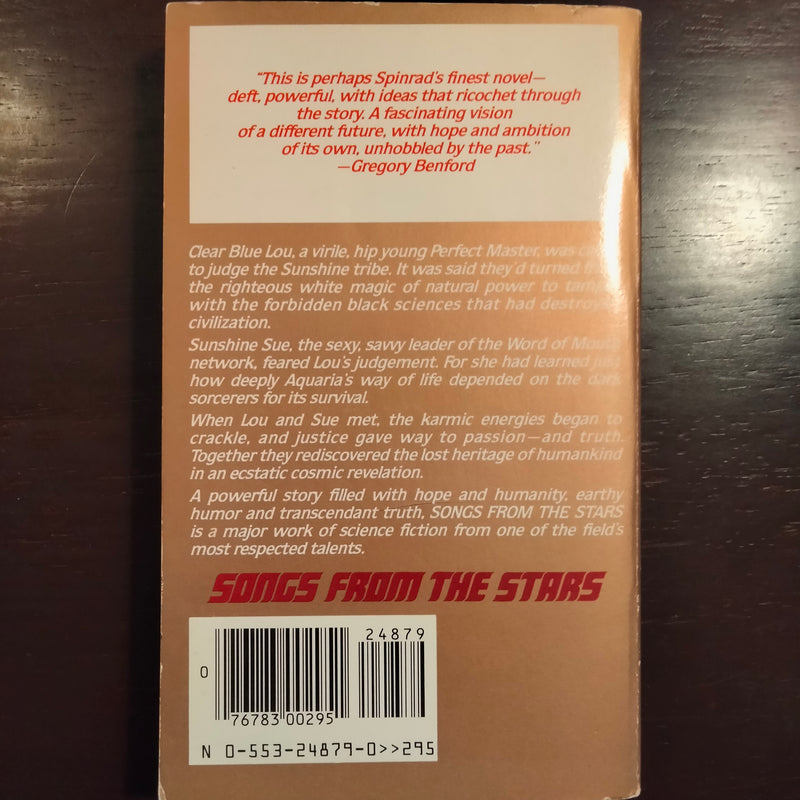 “This is perhaps Spinrad's finest novel—
deft, powerful, with ideas that ricochet through
the story. A fascinating vision
of a different future, with hope and ambition
of its own, unhobbled by the past.”
—Gregory Benford
Clear Blue Lou, a virile, hip young Perfect Master, was
to judge the Sunshine tribe. It was said they'd turned
the righteous white magic of natural power to
with the forbidden black sciences that had destroyed
civilization.
Sunshine Sue, the sexy, savvy leader of the Word of Mouth
network, feared Lou's judgement. For she had learned just
how deeply Aquaria's way of life depended on the dark
sorcerers for its survival.
When Lou and Sue met, the karmic energies began to
crackle, and justice gave way to passion—and truth.
Together they rediscovered the lost heritage of humankind
in an ecstatic cosmic revelation.
A powerful story filled with hope and humanity, earthy
humor and transcendant truth, SONGS FROM THE STARS
is a major work of science fiction from one of the field's
most respected talents.
SONGS FROM THE STARS
24879
0
76783 00295
N 0-553-24879-0>>295